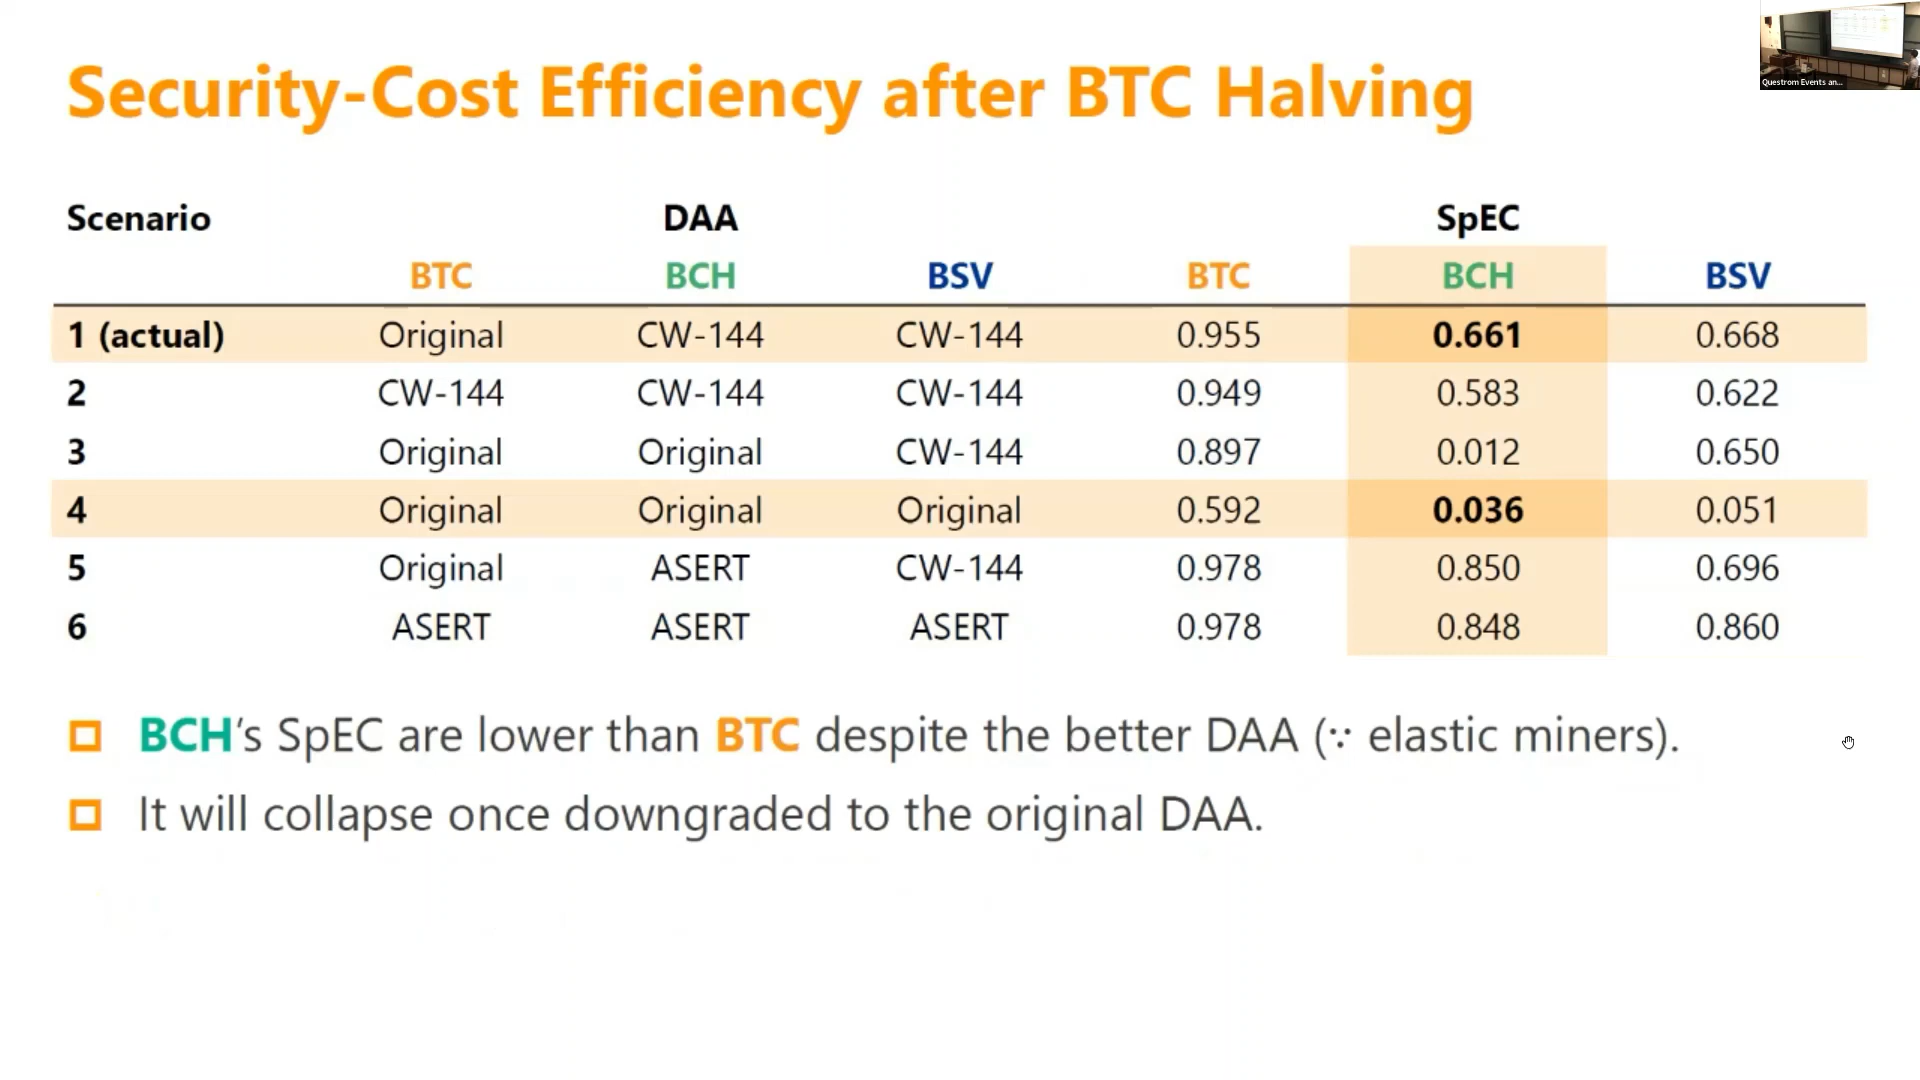 Security-Cost Efficiency after BTC Halving
Questrom Events an...
Scenario DAA SpEC
BTC BCH BSV BTC BCH BSV
1 (actual) Original CW-144 CW-144 0.955 0.661 0.668
2 CW-144 CW-144 CW-144 0.949 0.583 0.622
3 Original Original CW-144 0.897 0.012 0.650
4 Original Original Original 0.592 0.036 0.051
5 Original ASERT CW-144 0.978 0.850 0.696
6 ASERT ASERT ASERT 0.978 0.848 0.860
BCH‘s SpEC are lower than BTC despite the better DAA (∵ elastic miners).
It will collapse once downgraded to the original DAA.